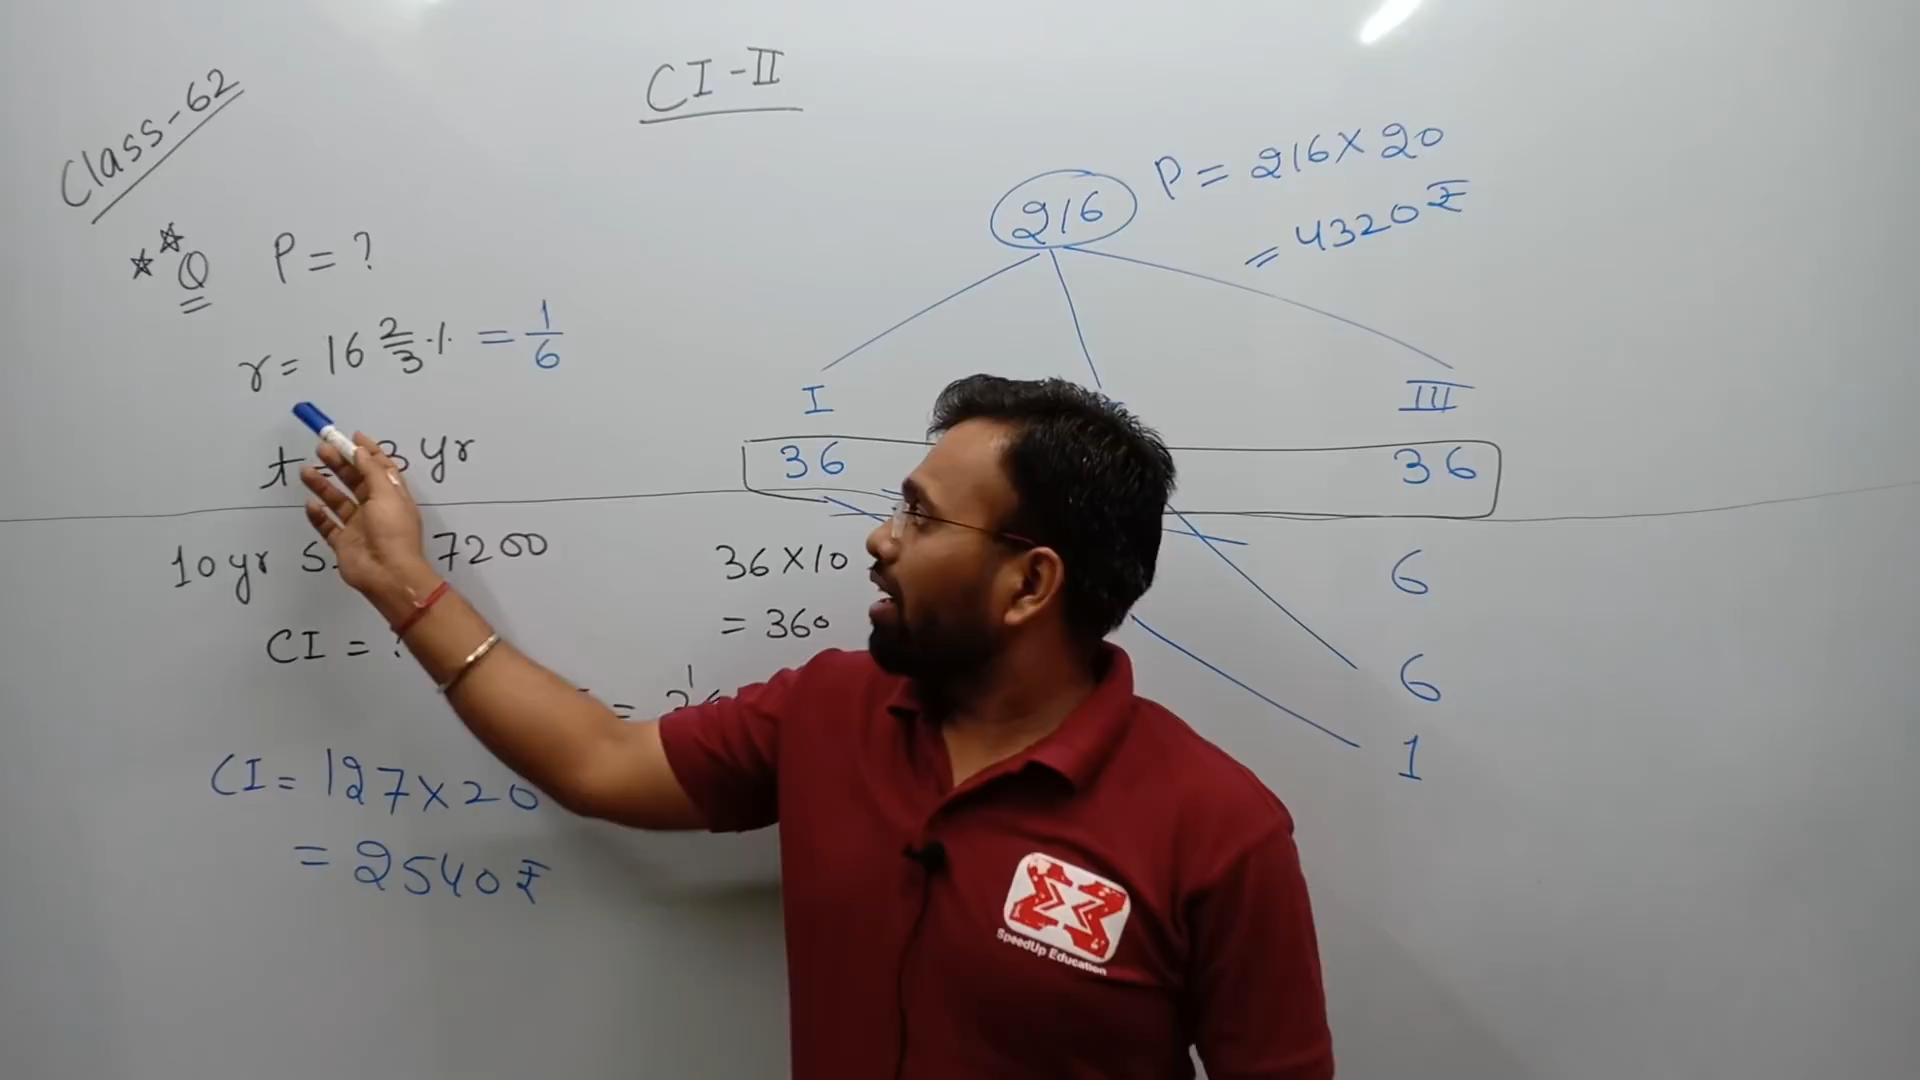 Class-62
CI-II
Q P = ?
r = 16 2/3 % = 1/6
t = 3 yr
10 yr 7200
CI = ?
CI = 127 × 20
= 2540 ₹
216
P = 216 × 20
= 4320 ₹
I III
36 36
36 × 10
= 360
6
6
1
SpeedUp Education